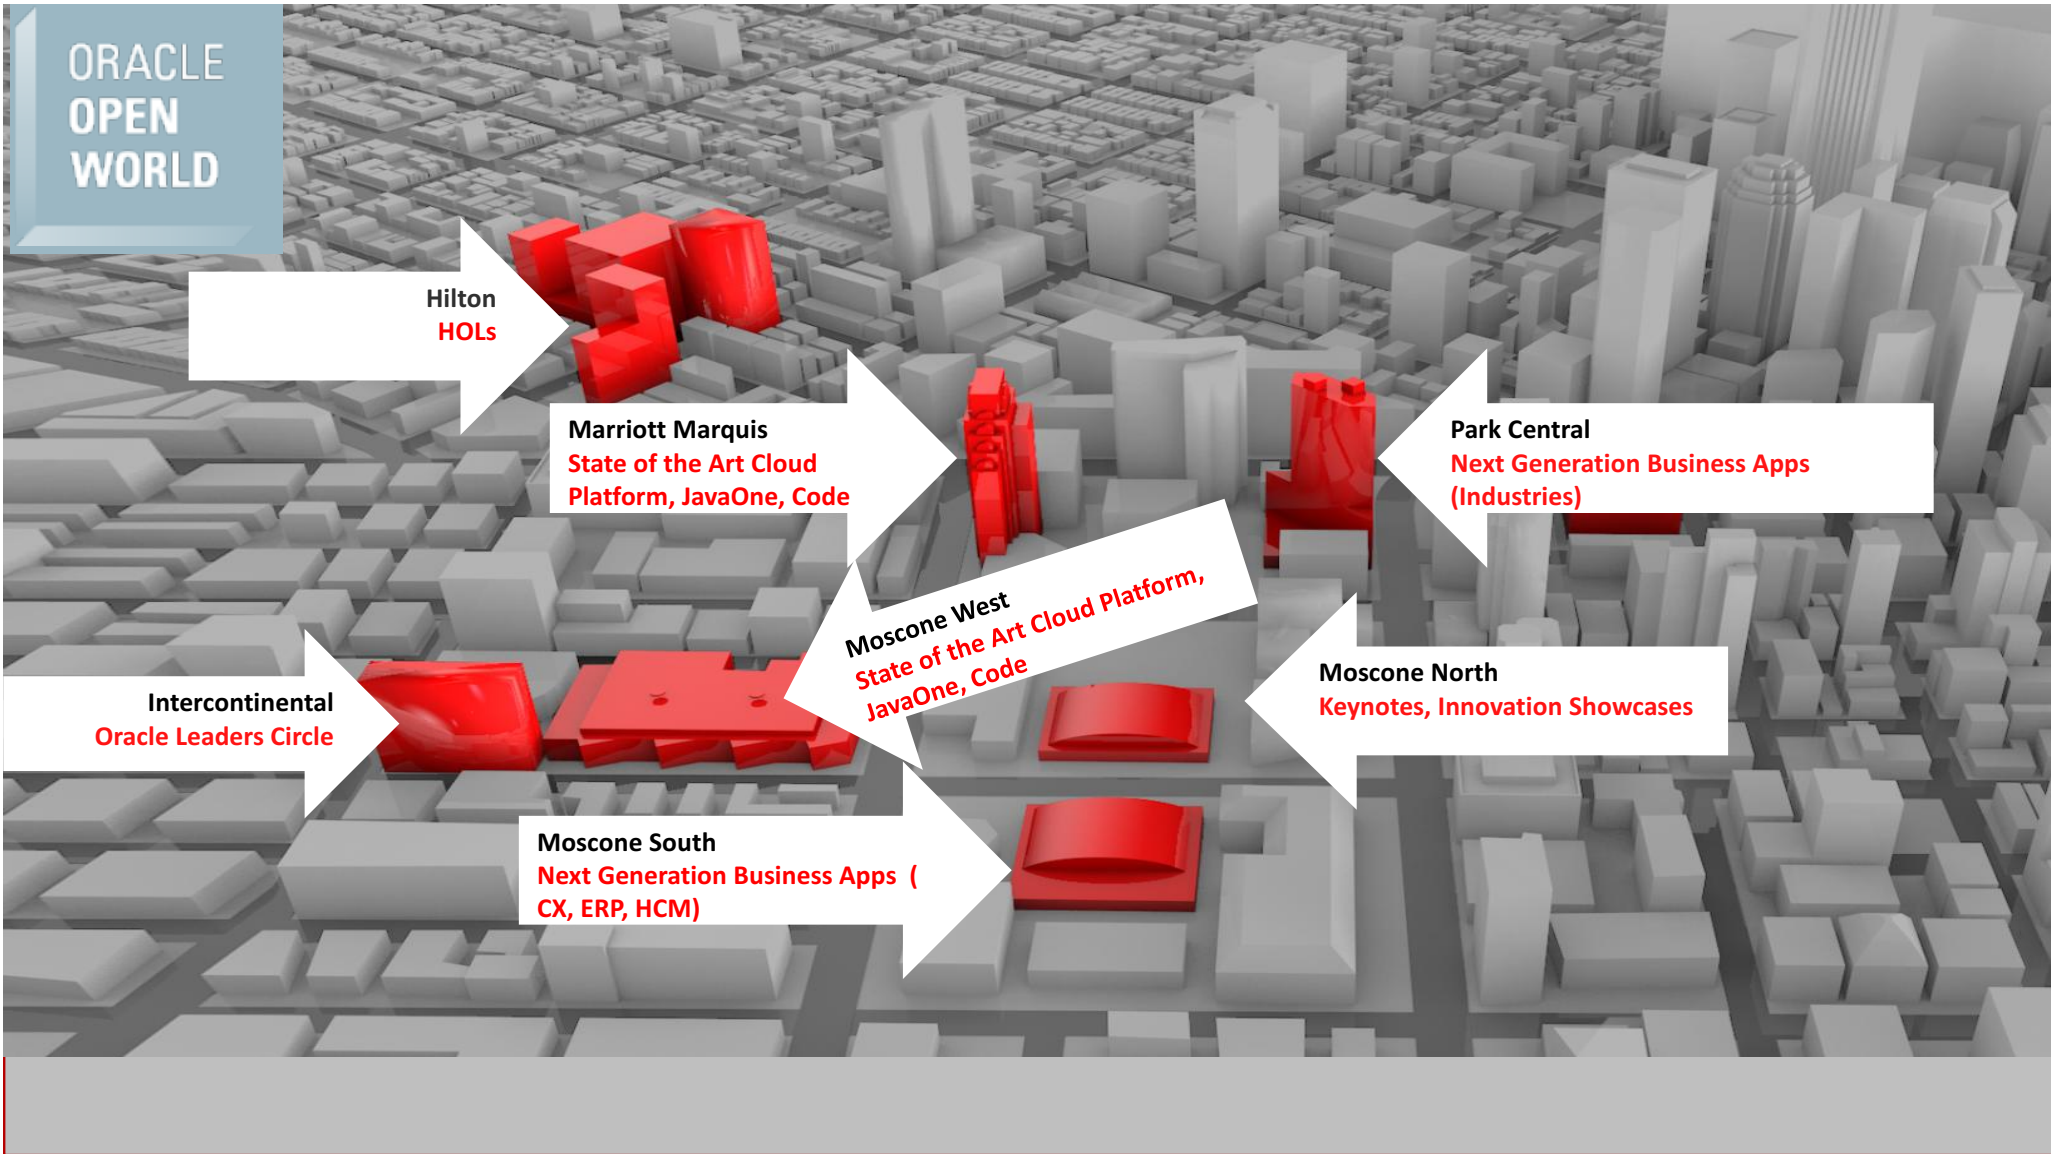 ORACLE
OPEN
WORLD
Hilton
HOLs
Marriott Marquis
State of the Art Cloud
Platform, JavaOne, Code
Park Central
Next Generation Business Apps
(Industries)
Moscone West
State of the Art Cloud Platform,
JavaOne, Code
Moscone North
Keynotes, Innovation Showcases
Intercontinental
Oracle Leaders Circle
Moscone South
Next Generation Business Apps (
CX, ERP, HCM)